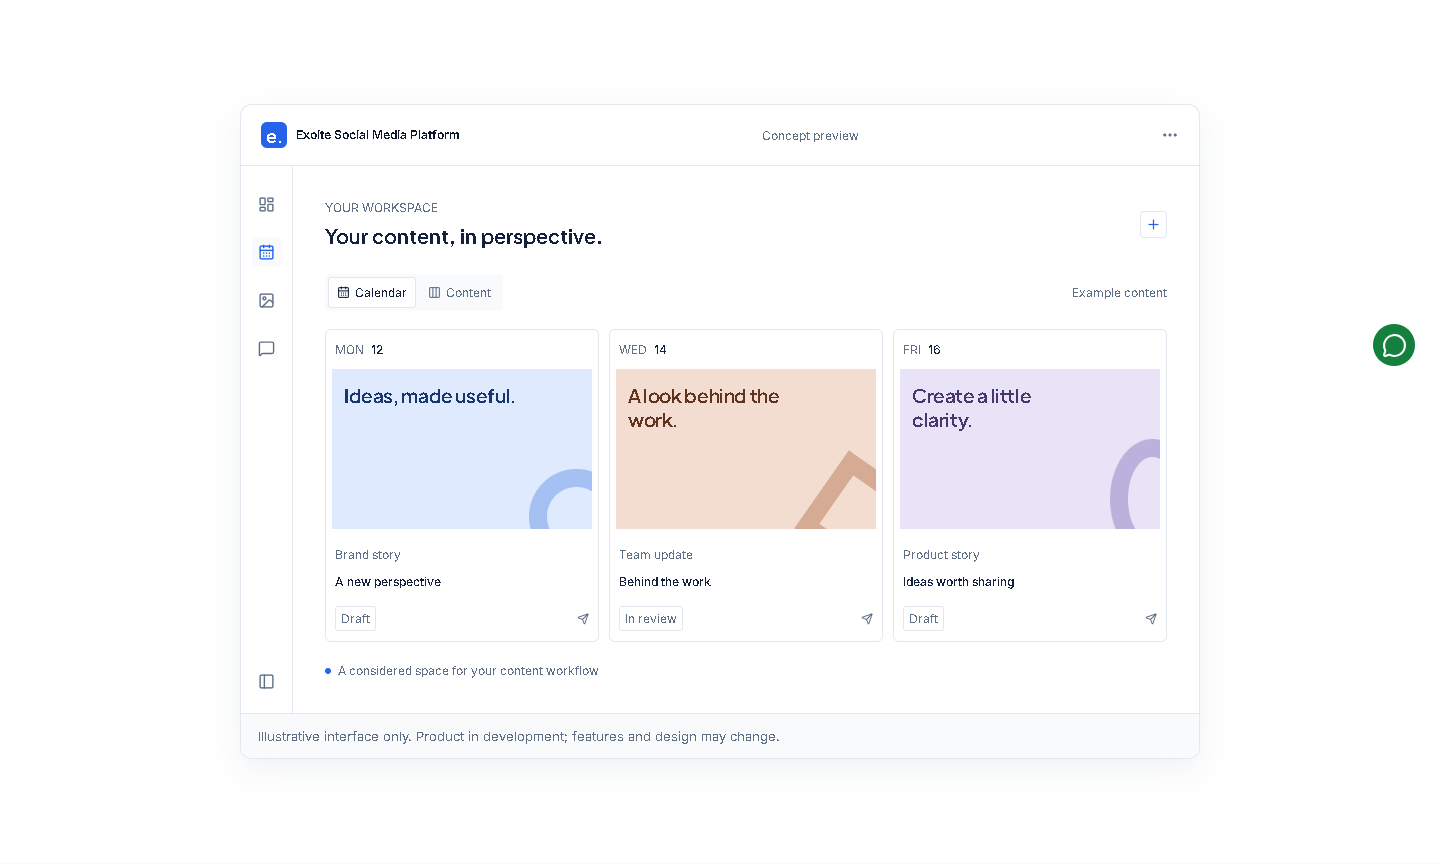 e. Exolte Social Media Platform
Concept preview
YOUR WORKSPACE
Your content, in perspective.
Calendar
Content
Example content
MON 12
Ideas, made useful.
Brand story
A new perspective
Draft
WED 14
A look behind the
work.
Team update
Behind the work
In review
FRI 16
Create a little
clarity.
Product story
Ideas worth sharing
Draft
A considered space for your content workflow
Illustrative interface only. Product in development; features and design may change.